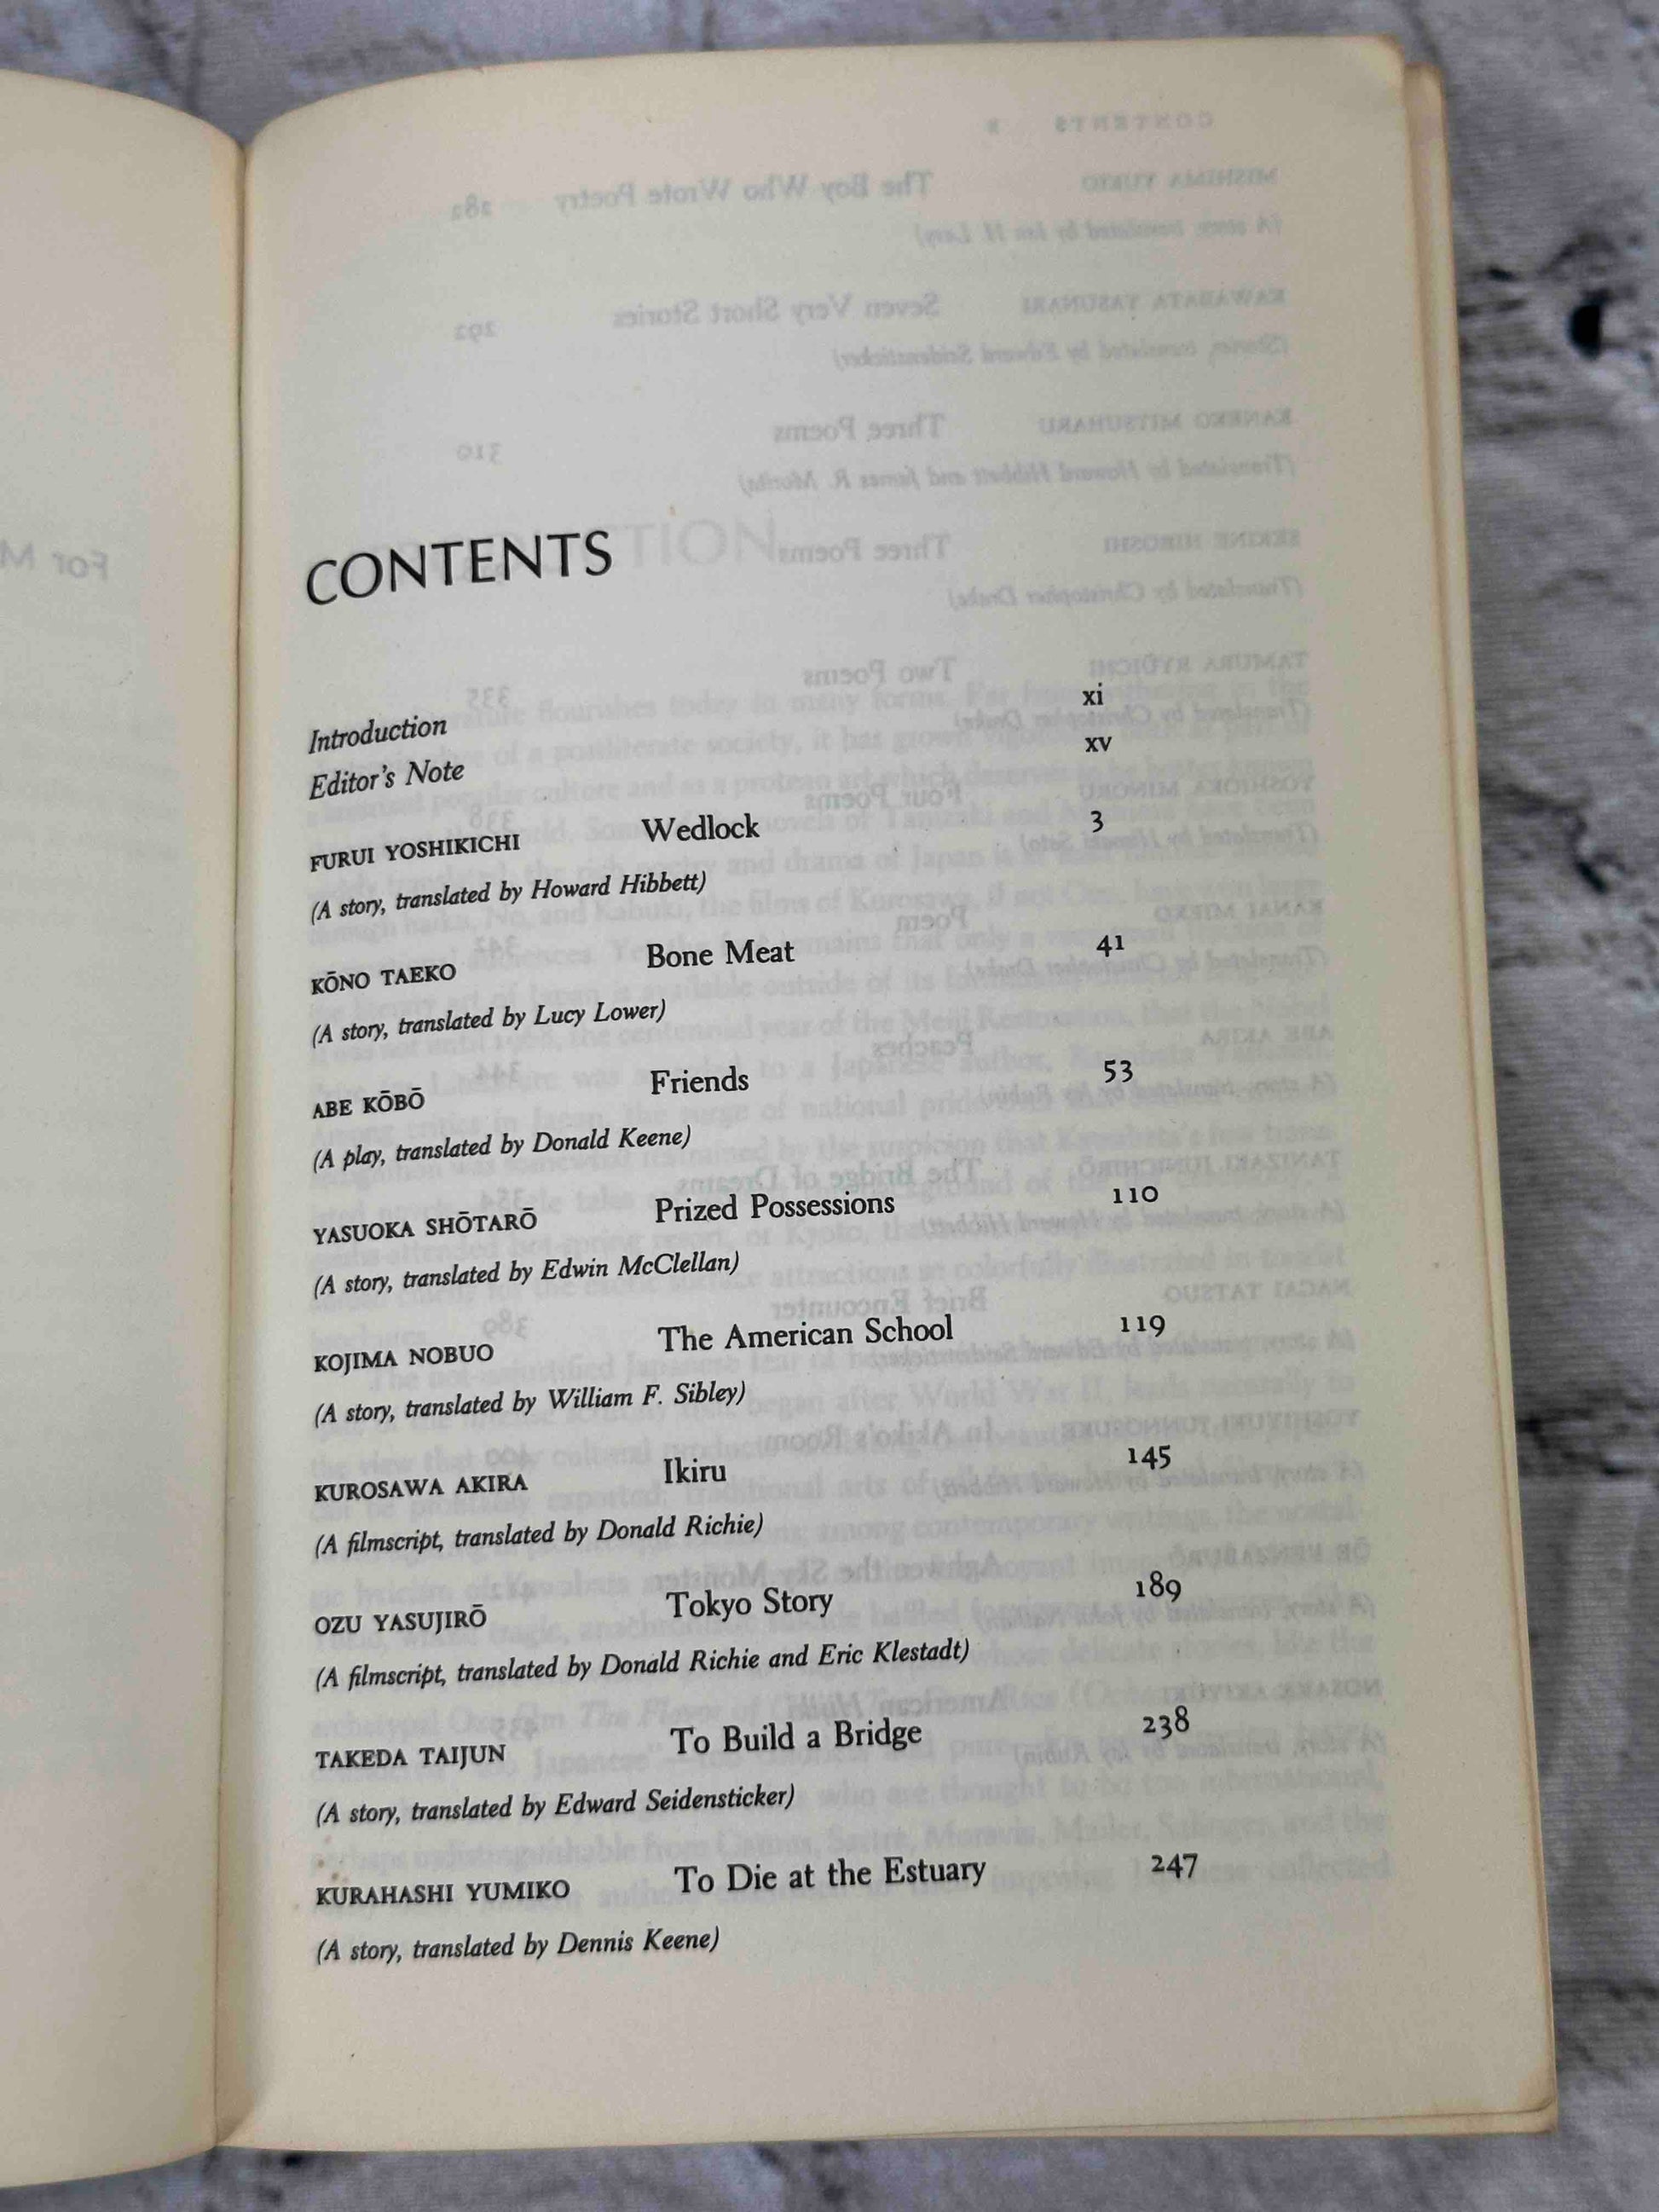 CONTENTS
Introduction xi
Editor's Note xv
FURUI YOSHIKICHI Wedlock 3
(A story, translated by Howard Hibbett)
KŌNO TAEKO Bone Meat 41
(A story, translated by Lucy Lower)
ABE KŌBŌ Friends 53
(A play, translated by Donald Keene)
YASUOKA SHŌTARŌ Prized Possessions 110
(A story, translated by Edwin McClellan)
KOJIMA NOBUO The American School 119
(A story, translated by William F. Sibley)
KUROSAWA AKIRA Ikiru 145
(A filmscript, translated by Donald Richie)
OZU YASUJIRŌ Tokyo Story 189
(A filmscript, translated by Donald Richie and Eric Klestadt)
TAKEDA TAIJUN To Build a Bridge 238
(A story, translated by Edward Seidensticker)
KURAHASHI YUMIKO To Die at the Estuary 247
(A story, translated by Dennis Keene)